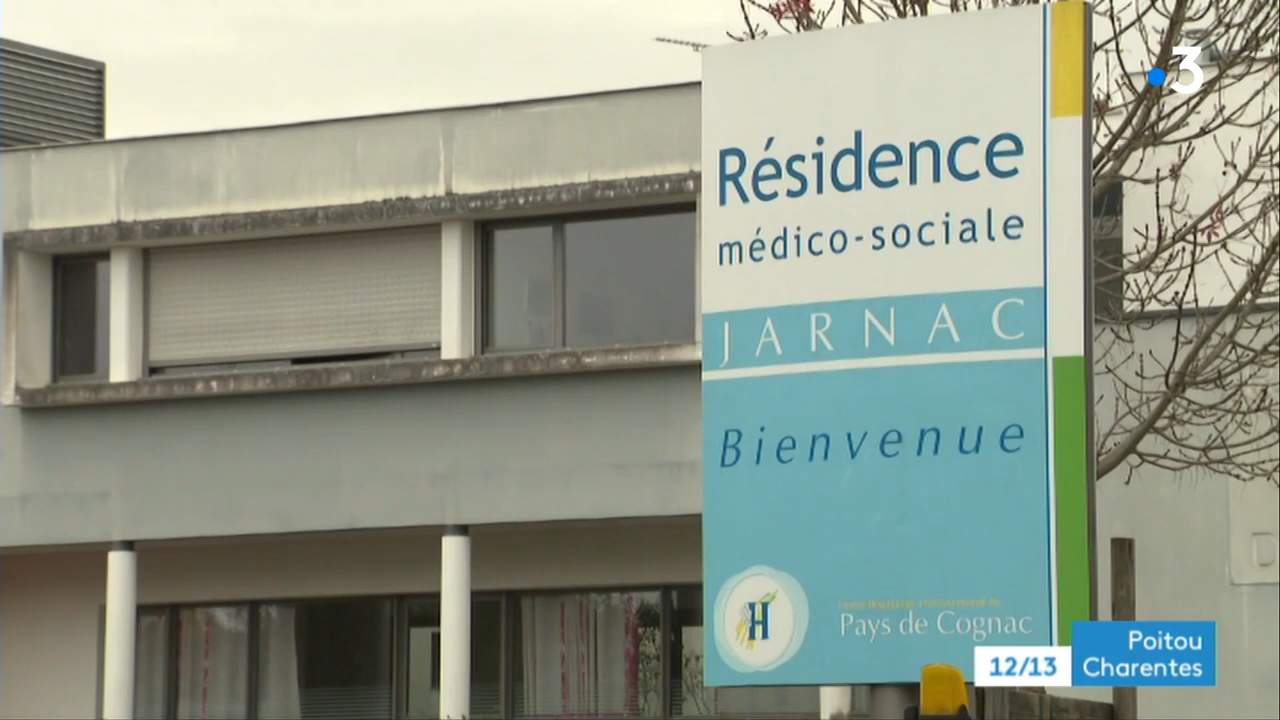 3
Résidence
médico-sociale
JARNAC
Bienvenue
H
Pays de Cognac
12/13
Poitou
Charentes